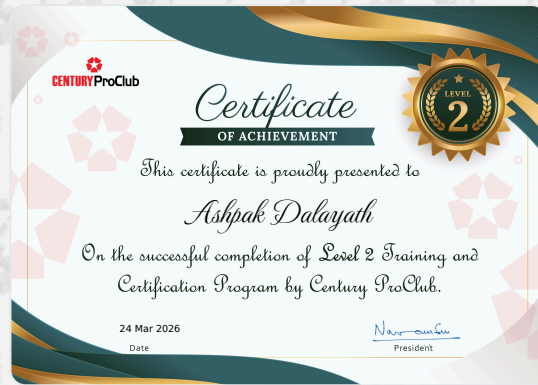 CENTURY ProClub
LEVEL
2
Certificate
OF ACHIEVEMENT
This certificate is proudly presented to
Ashpak Dalayath
On the successful completion of Level 2 Training and
Certification Program by Century ProClub.
24 Mar 2026
Date
President